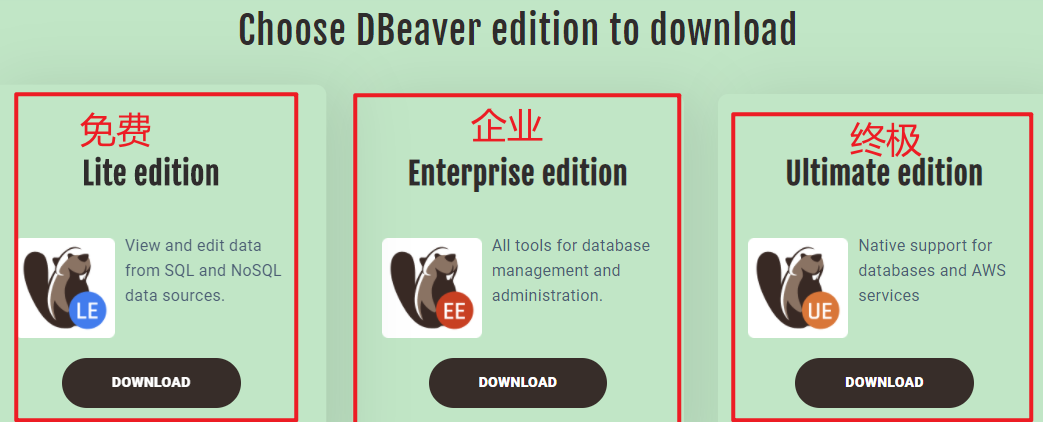 Choose DBeaver edition to download
免费
Lite edition
View and edit data
from SQL and NoSQL
data sources.
LE
DOWNLOAD
企业
Enterprise edition
All tools for database
management and
administration.
EE
DOWNLOAD
终极
Ultimate edition
Native support for
databases and AWS
services
UE
DOWNLOAD